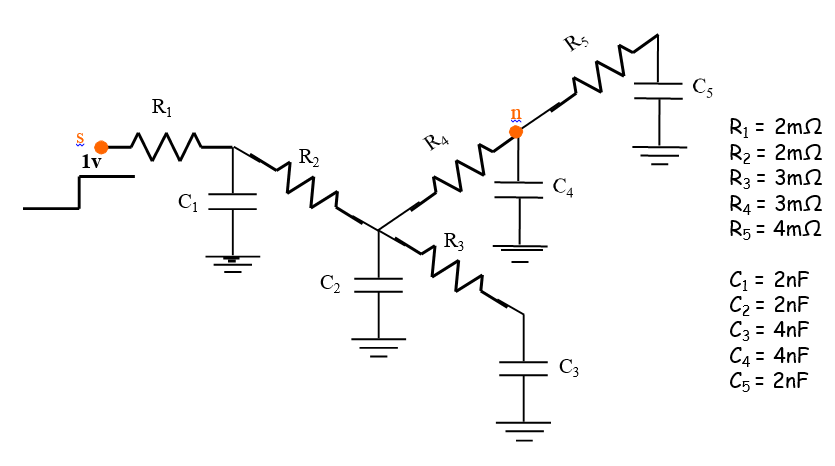 s
1v
R₁
C₁
R₂
C₂
R₃
C₃
R₄
n
C₄
R₅
C₅
R₁ = 2mΩ
R₂ = 2mΩ
R₃ = 3mΩ
R₄ = 3mΩ
R₅ = 4mΩ
C₁ = 2nF
C₂ = 2nF
C₃ = 4nF
C₄ = 4nF
C₅ = 2nF